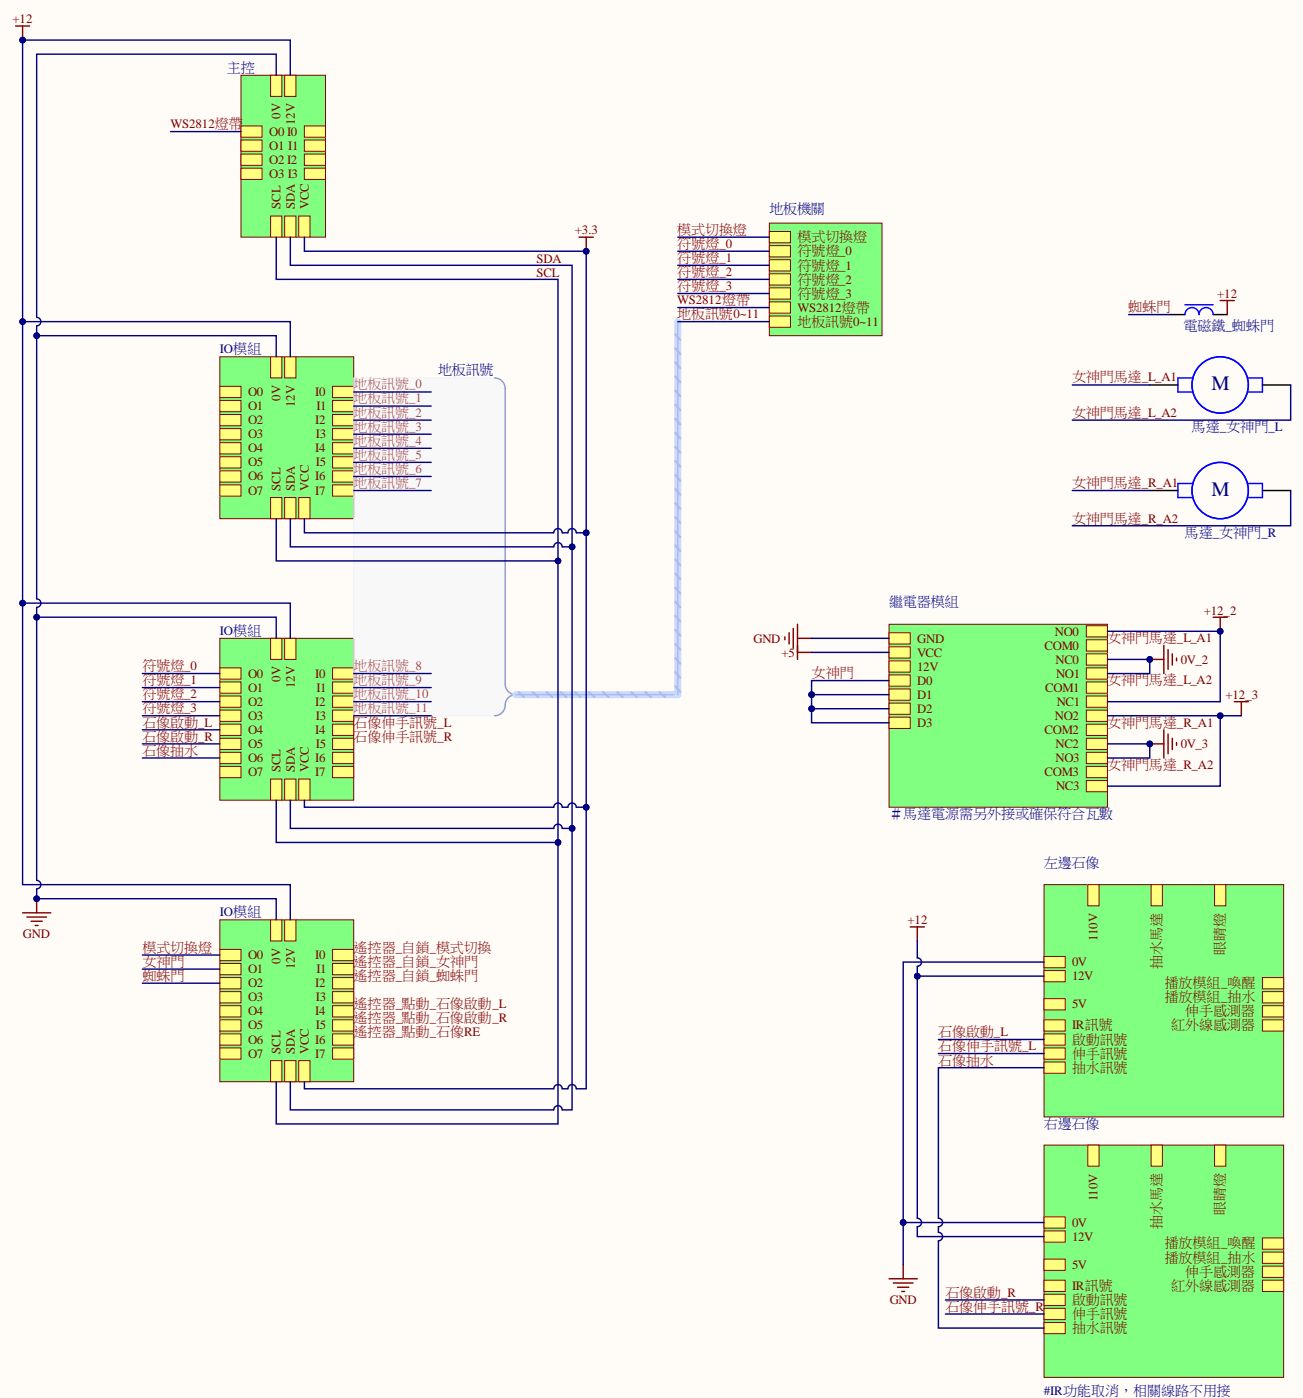 +12
主控
0V
12V
WS2812燈帶
O0 I0
O1 I1
O2 I2
O3 I3
SCL
SDA
VCC
+3.3
SDA
SCL
IO模組
0V
12V
地板訊號
O0 I0 地板訊號_0
O1 I1 地板訊號_1
O2 I2 地板訊號_2
O3 I3 地板訊號_3
O4 I4 地板訊號_4
O5 I5 地板訊號_5
O6 I6 地板訊號_6
O7 I7 地板訊號_7
SCL
SDA
VCC
IO模組
0V
12V
符號燈_0 O0 I0 地板訊號_8
符號燈_1 O1 I1 地板訊號_9
符號燈_2 O2 I2 地板訊號_10
符號燈_3 O3 I3 地板訊號_11
石像啟動_L O4 I4 石像伸手訊號_L
石像啟動_R O5 I5 石像伸手訊號_R
石像抽水 O6 I6
O7 I7
SCL
SDA
VCC
GND
IO模組
0V
12V
模式切換燈 O0 I0 遙控器_自鎖_模式切換
女神門 O1 I1 遙控器_自鎖_女神門
蜘蛛門 O2 I2 遙控器_自鎖_蜘蛛門
O3 I3
O4 I4 遙控器_點動_石像啟動_L
O5 I5 遙控器_點動_石像啟動_R
O6 I6 遙控器_點動_石像RE
O7 I7
SCL
SDA
VCC
地板機關
模式切換燈 模式切換燈
符號燈_0 符號燈_0
符號燈_1 符號燈_1
符號燈_2 符號燈_2
符號燈_3 符號燈_3
WS2812燈帶 WS2812燈帶
地板訊號0~11 地板訊號0~11
蜘蛛門
+12
電磁鐵_蜘蛛門
女神門馬達_L_A1
M
女神門馬達_L_A2
馬達_女神門_L
女神門馬達_R_A1
M
女神門馬達_R_A2
馬達_女神門_R
繼電器模組
+12_2
GND
+5
女神門
GND
VCC
12V
D0
D1
D2
D3
NO0
COM0
NC0
NO1
COM1
NC1
NO2
COM2
NC2
NO3
COM3
NC3
女神門馬達_L_A1
0V_2
女神門馬達_L_A2
+12_3
女神門馬達_R_A1
0V_3
女神門馬達_R_A2
#馬達電源需另外接或確保符合瓦數
左邊石像
110V
抽水馬達
眼睛燈
+12
0V
12V
5V
IR訊號
石像啟動_L 啟動訊號
石像伸手訊號_L 伸手訊號
石像抽水 抽水訊號
播放模組_喚醒
播放模組_抽水
伸手感測器
紅外線感測器
右邊石像
110V
抽水馬達
眼睛燈
0V
12V
5V
IR訊號
石像啟動_R 啟動訊號
石像伸手訊號_R 伸手訊號
抽水訊號
播放模組_喚醒
播放模組_抽水
伸手感測器
紅外線感測器
GND
#IR功能取消，相關線路不用接